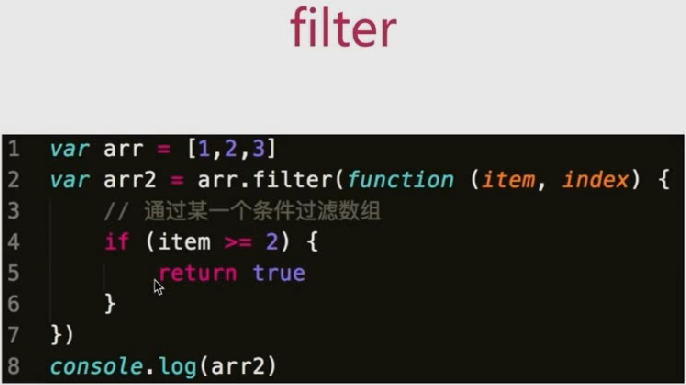 filter
1 var arr = [1,2,3]
2 var arr2 = arr.filter(function (item, index) {
3 // 通过某一个条件过滤数组
4 if (item >= 2) {
5 return true
6 }
7 })
8 console.log(arr2)